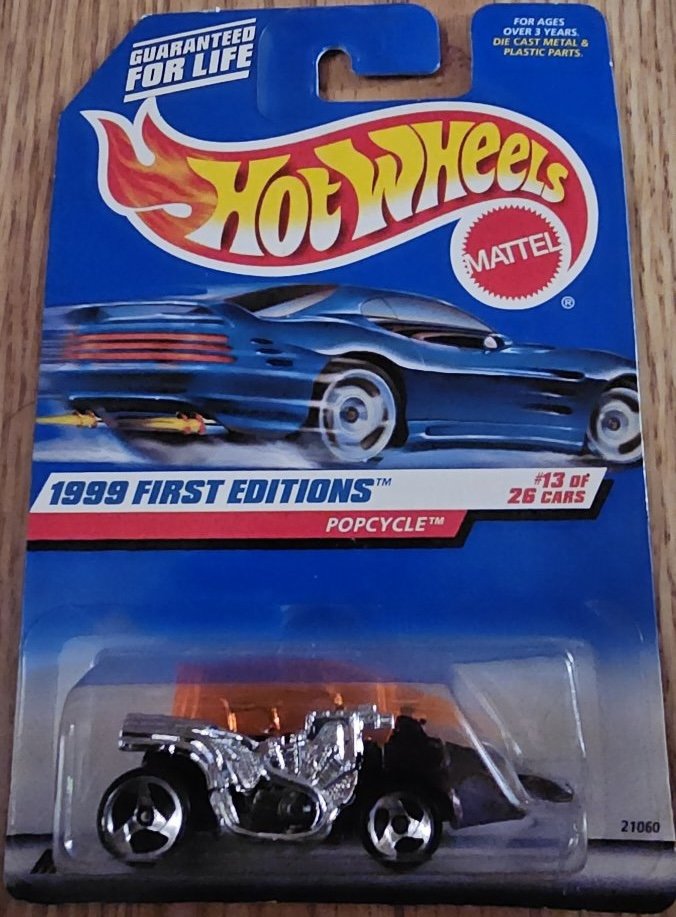 GUARANTEED
FOR LIFE
FOR AGES
OVER 3 YEARS.
DIE CAST METAL &
PLASTIC PARTS.
HOT WHEELS
MATTEL
®
1999 FIRST EDITIONS™
#13 OF
26 CARS
POPCYCLE™
21060